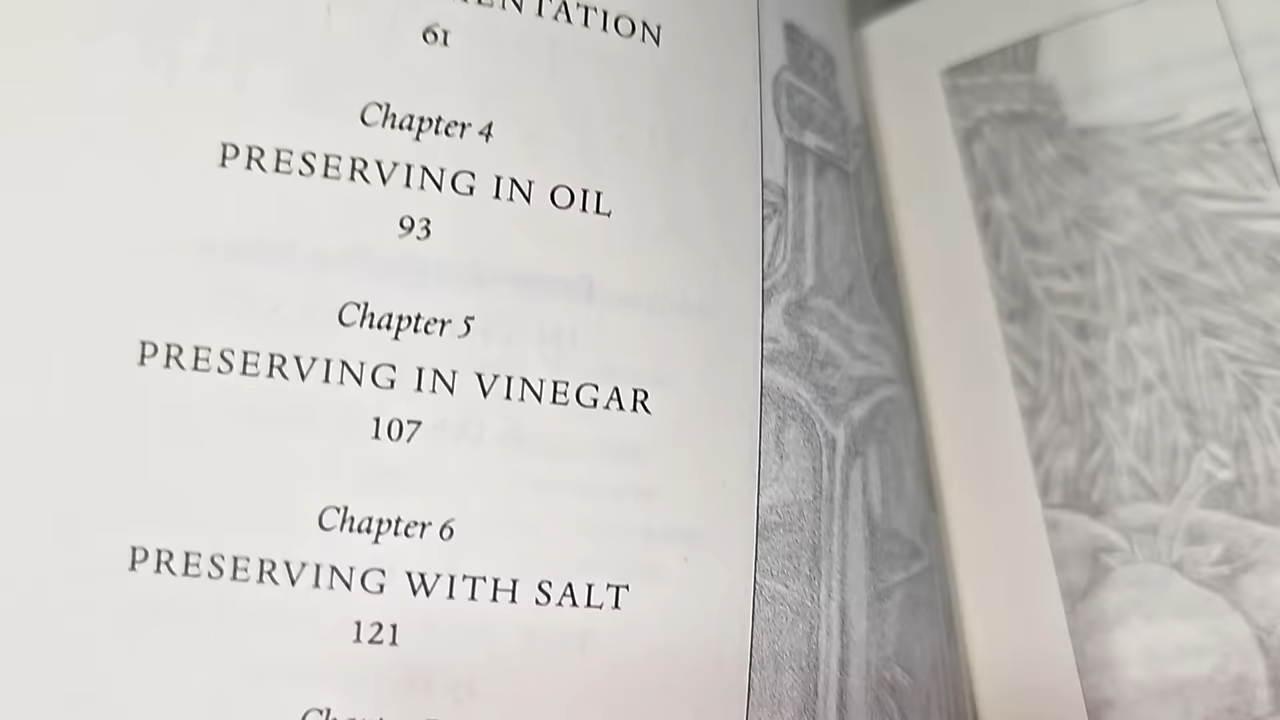 61
Chapter 4
PRESERVING IN OIL
93
Chapter 5
PRESERVING IN VINEGAR
107
Chapter 6
PRESERVING WITH SALT
121